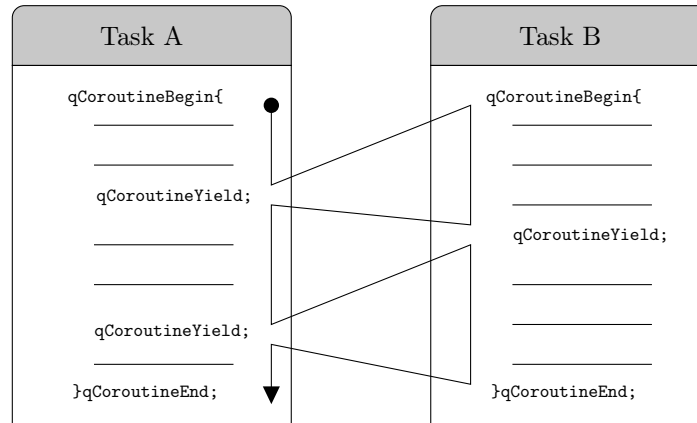 Task A
qCoroutineBegin{
qCoroutineYield;
qCoroutineYield;
}qCoroutineEnd;
Task B
qCoroutineBegin{
qCoroutineYield;
}qCoroutineEnd;